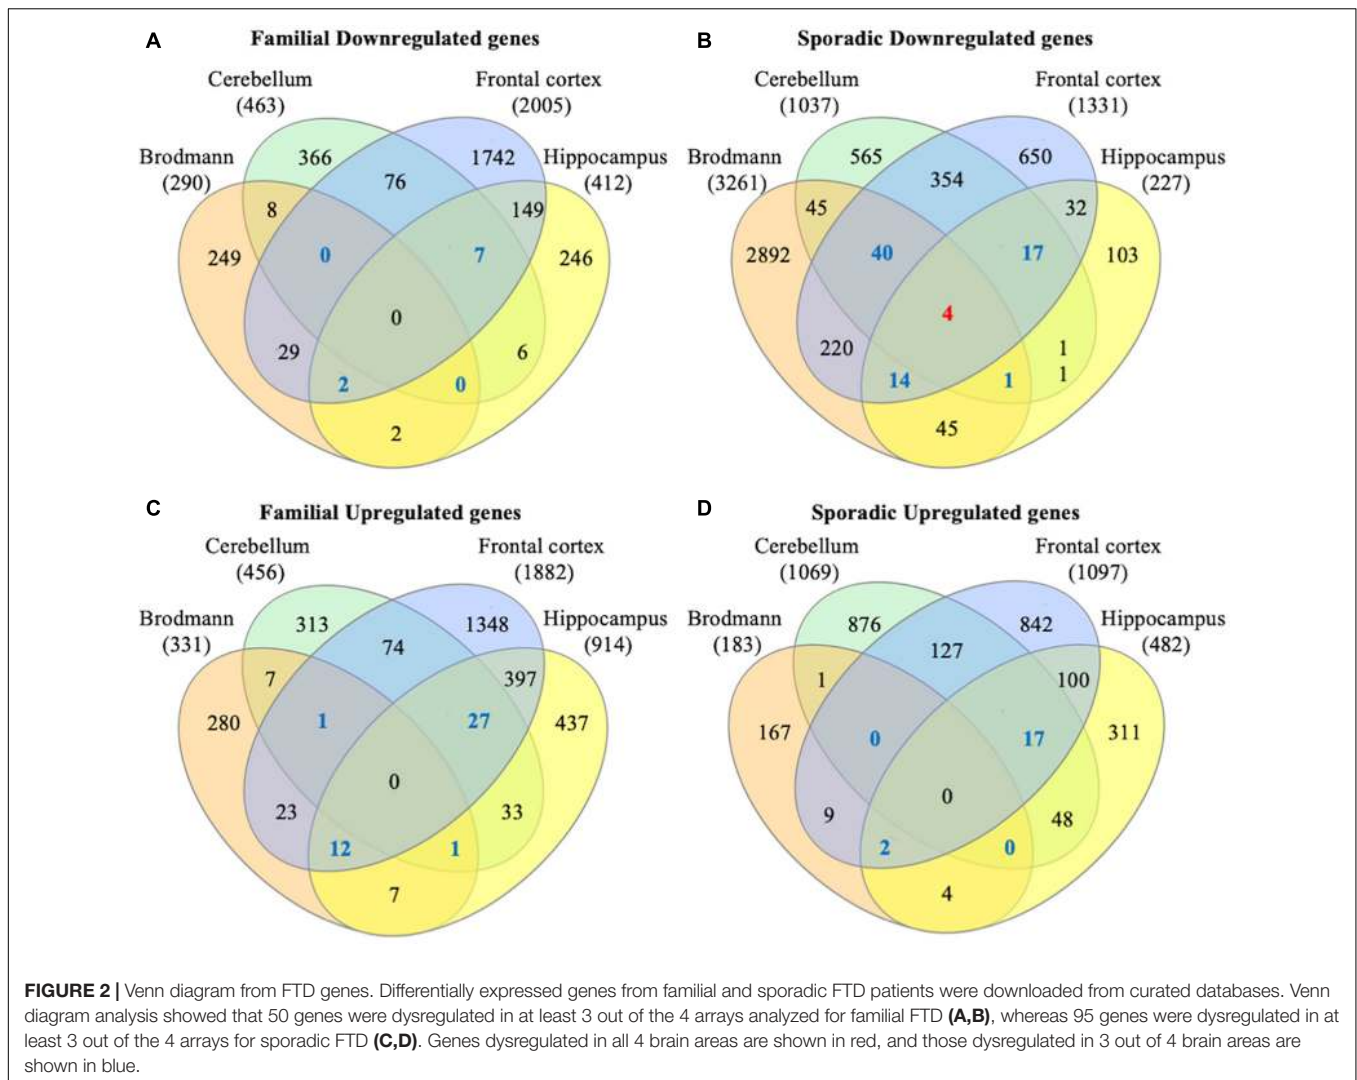 A
Familial Downregulated genes
Cerebellum
(463)
Frontal cortex
(2005)
Brodmann
(290)
Hippocampus
(412)
366
1742
76
8
149
249
0
7
246
0
29
6
2
0
2
B
Sporadic Downregulated genes
Cerebellum
(1037)
Frontal cortex
(1331)
Brodmann
(3261)
Hippocampus
(227)
565
650
354
45
32
2892
40
17
103
4
220
1
1
14
1
45
C
Familial Upregulated genes
Cerebellum
(456)
Frontal cortex
(1882)
Brodmann
(331)
Hippocampus
(914)
313
1348
74
7
397
280
1
27
437
0
23
33
12
1
7
D
Sporadic Upregulated genes
Cerebellum
(1069)
Frontal cortex
(1097)
Brodmann
(183)
Hippocampus
(482)
876
842
127
1
100
167
0
17
311
0
9
48
2
0
4
FIGURE 2 | Venn diagram from FTD genes. Differentially expressed genes from familial and sporadic FTD patients were downloaded from curated databases. Venn
diagram analysis showed that 50 genes were dysregulated in at least 3 out of the 4 arrays analyzed for familial FTD (A,B), whereas 95 genes were dysregulated in at
least 3 out of the 4 arrays for sporadic FTD (C,D). Genes dysregulated in all 4 brain areas are shown in red, and those dysregulated in 3 out of 4 brain areas are
shown in blue.